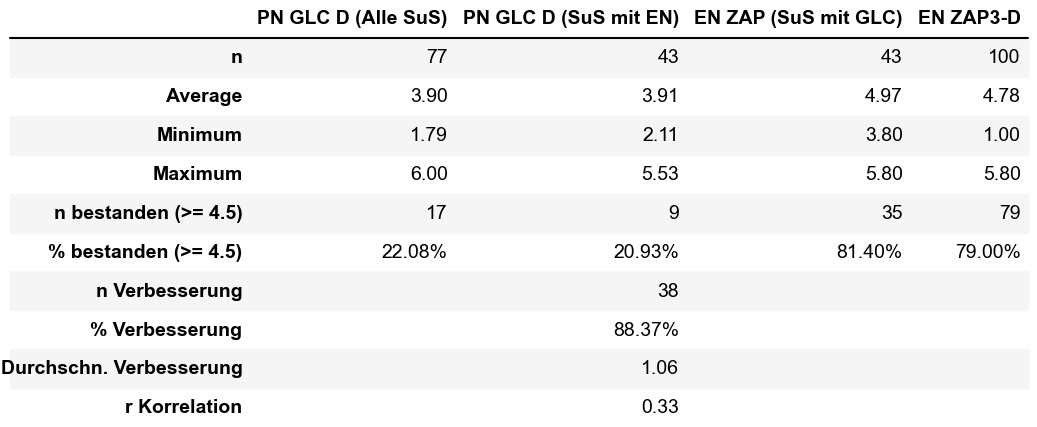 PN GLC D (Alle SuS) PN GLC D (SuS mit EN) EN ZAP (SuS mit GLC) EN ZAP3-D
n 77 43 43 100
Average 3.90 3.91 4.97 4.78
Minimum 1.79 2.11 3.80 1.00
Maximum 6.00 5.53 5.80 5.80
n bestanden (>= 4.5) 17 9 35 79
% bestanden (>= 4.5) 22.08% 20.93% 81.40% 79.00%
n Verbesserung 38
% Verbesserung 88.37%
Durchschn. Verbesserung 1.06
r Korrelation 0.33